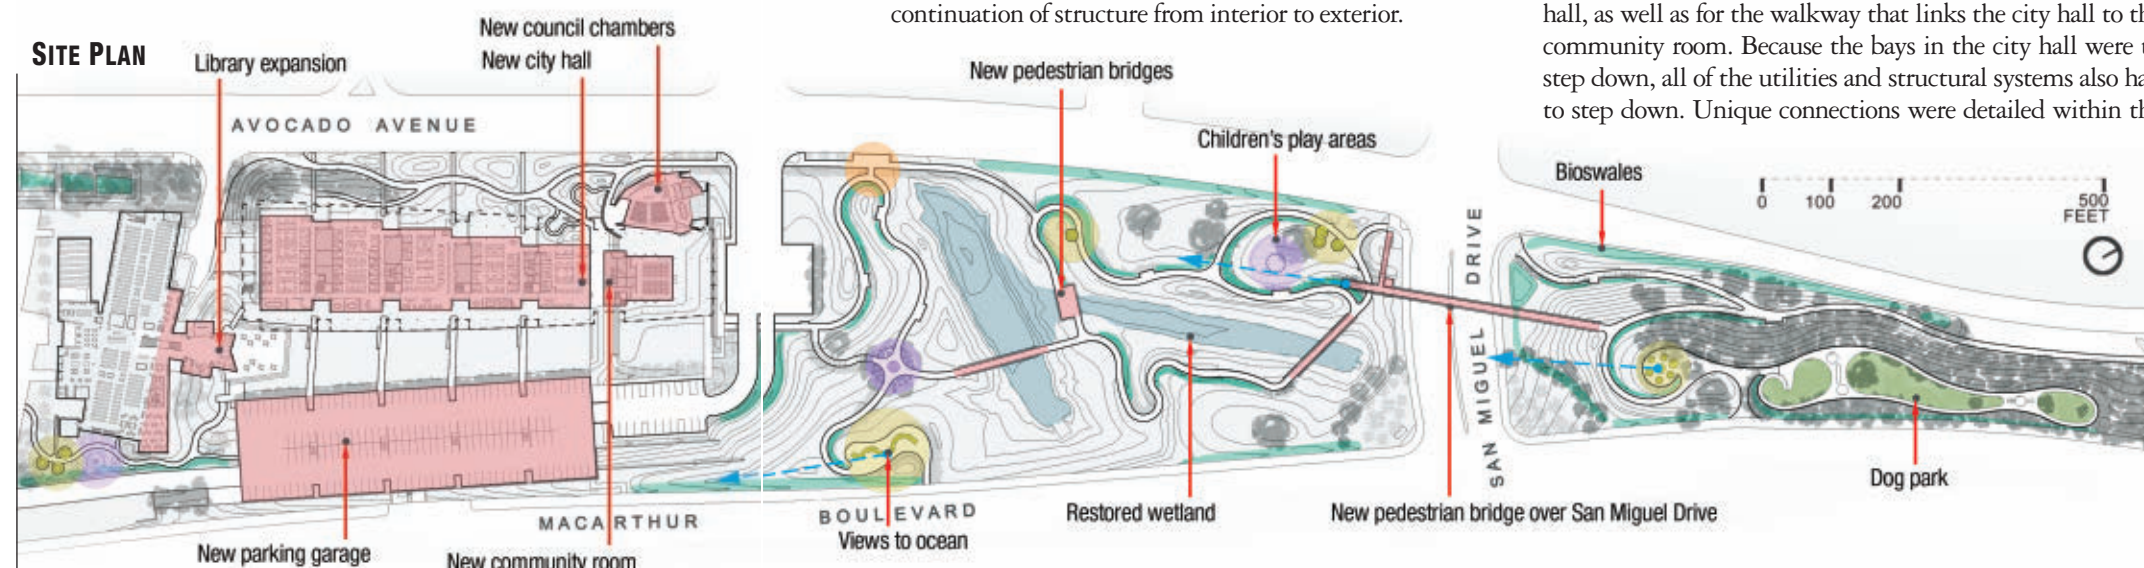 continuation of structure from interior to exterior.
hall, as well as for the walkway that links the city hall to
community room. Because the bays in the city hall were
step down, all of the utilities and structural systems also
to step down. Unique connections were detailed within
SITE PLAN
New council chambers
New city hall
Library expansion
New pedestrian bridges
Children's play areas
Bioswales
0 100 200 500
FEET
AVOCADO AVENUE
SAN MIGUEL DRIVE
Dog park
MACARTHUR BOULEVARD
Restored wetland
New pedestrian bridge over San Miguel Drive
Views to ocean
New parking garage
New community room